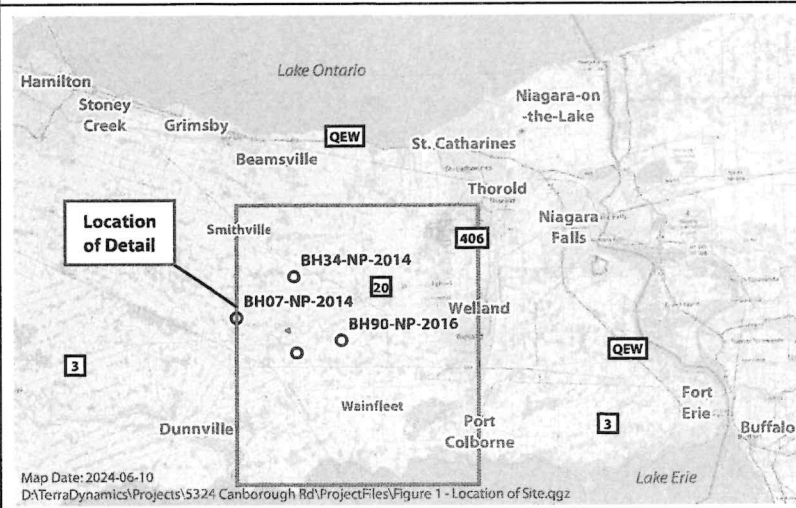 Lake Ontario
Hamilton
Stoney
Creek
Grimsby
Niagara-on
-the-Lake
QEW
Beamsville
St. Catharines
Thorold
Location
of Detail
Smithville
Niagara
Falls
406
BH34-NP-2014
20
BH07-NP-2014
Welland
BH90-NP-2016
QEW
3
Wainfleet
Fort
Erie
Dunnville
Port
Colborne
3
Buffalo
Lake Erie
Map Date: 2024-06-10
D:\TerraDynamics\Projects\5324 Canborough Rd\ProjectFiles\Figure 1 - Location of Site.qgz